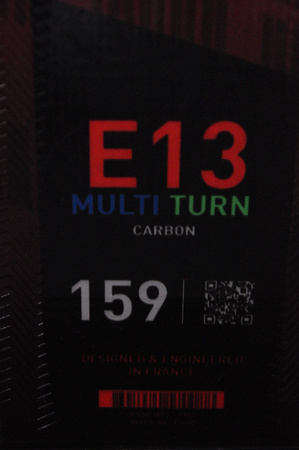 E13
MULTI TURN
CARBON
159
DESIGNED & ENGINEERED
IN FRANCE